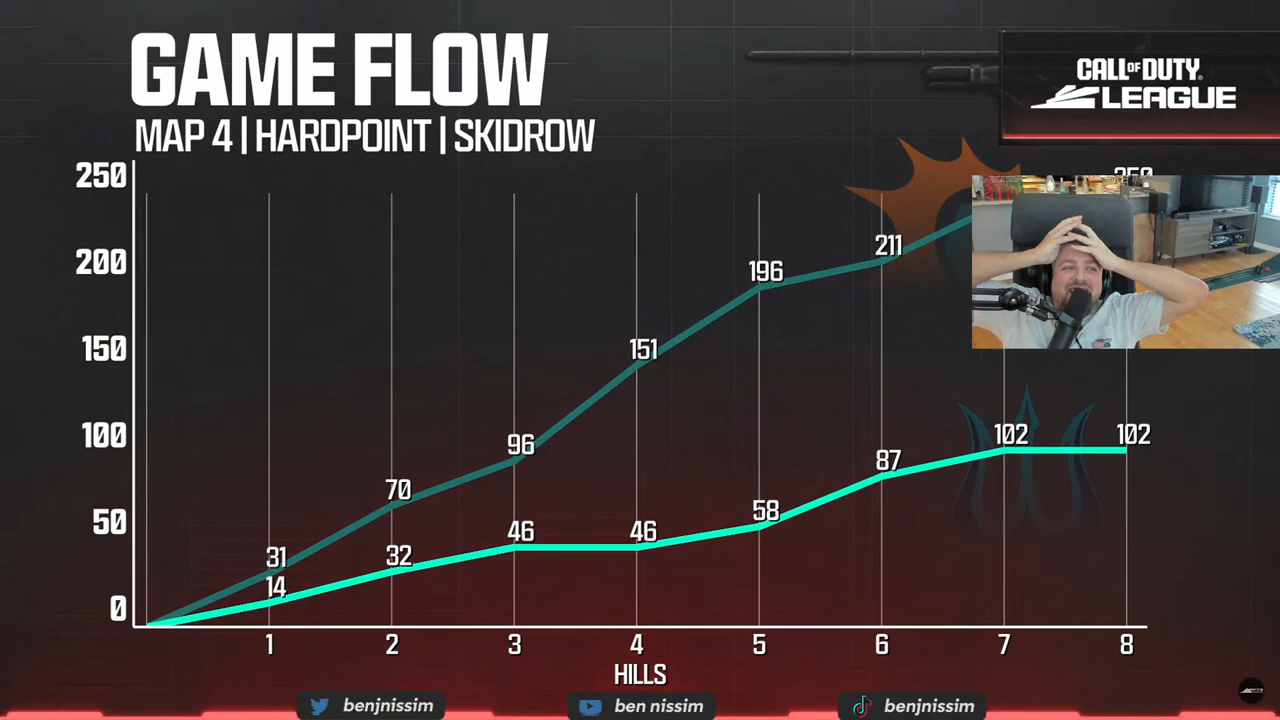 GAME FLOW
MAP 4 | HARDPOINT | SKIDROW
CALL OF DUTY
LEAGUE
250
200
150
100
50
0
31
70
96
151
196
211
250
14
32
46
46
58
87
102
102
1 2 3 4 5 6 7 8
HILLS
benjnissim
ben nissim
benjnissim